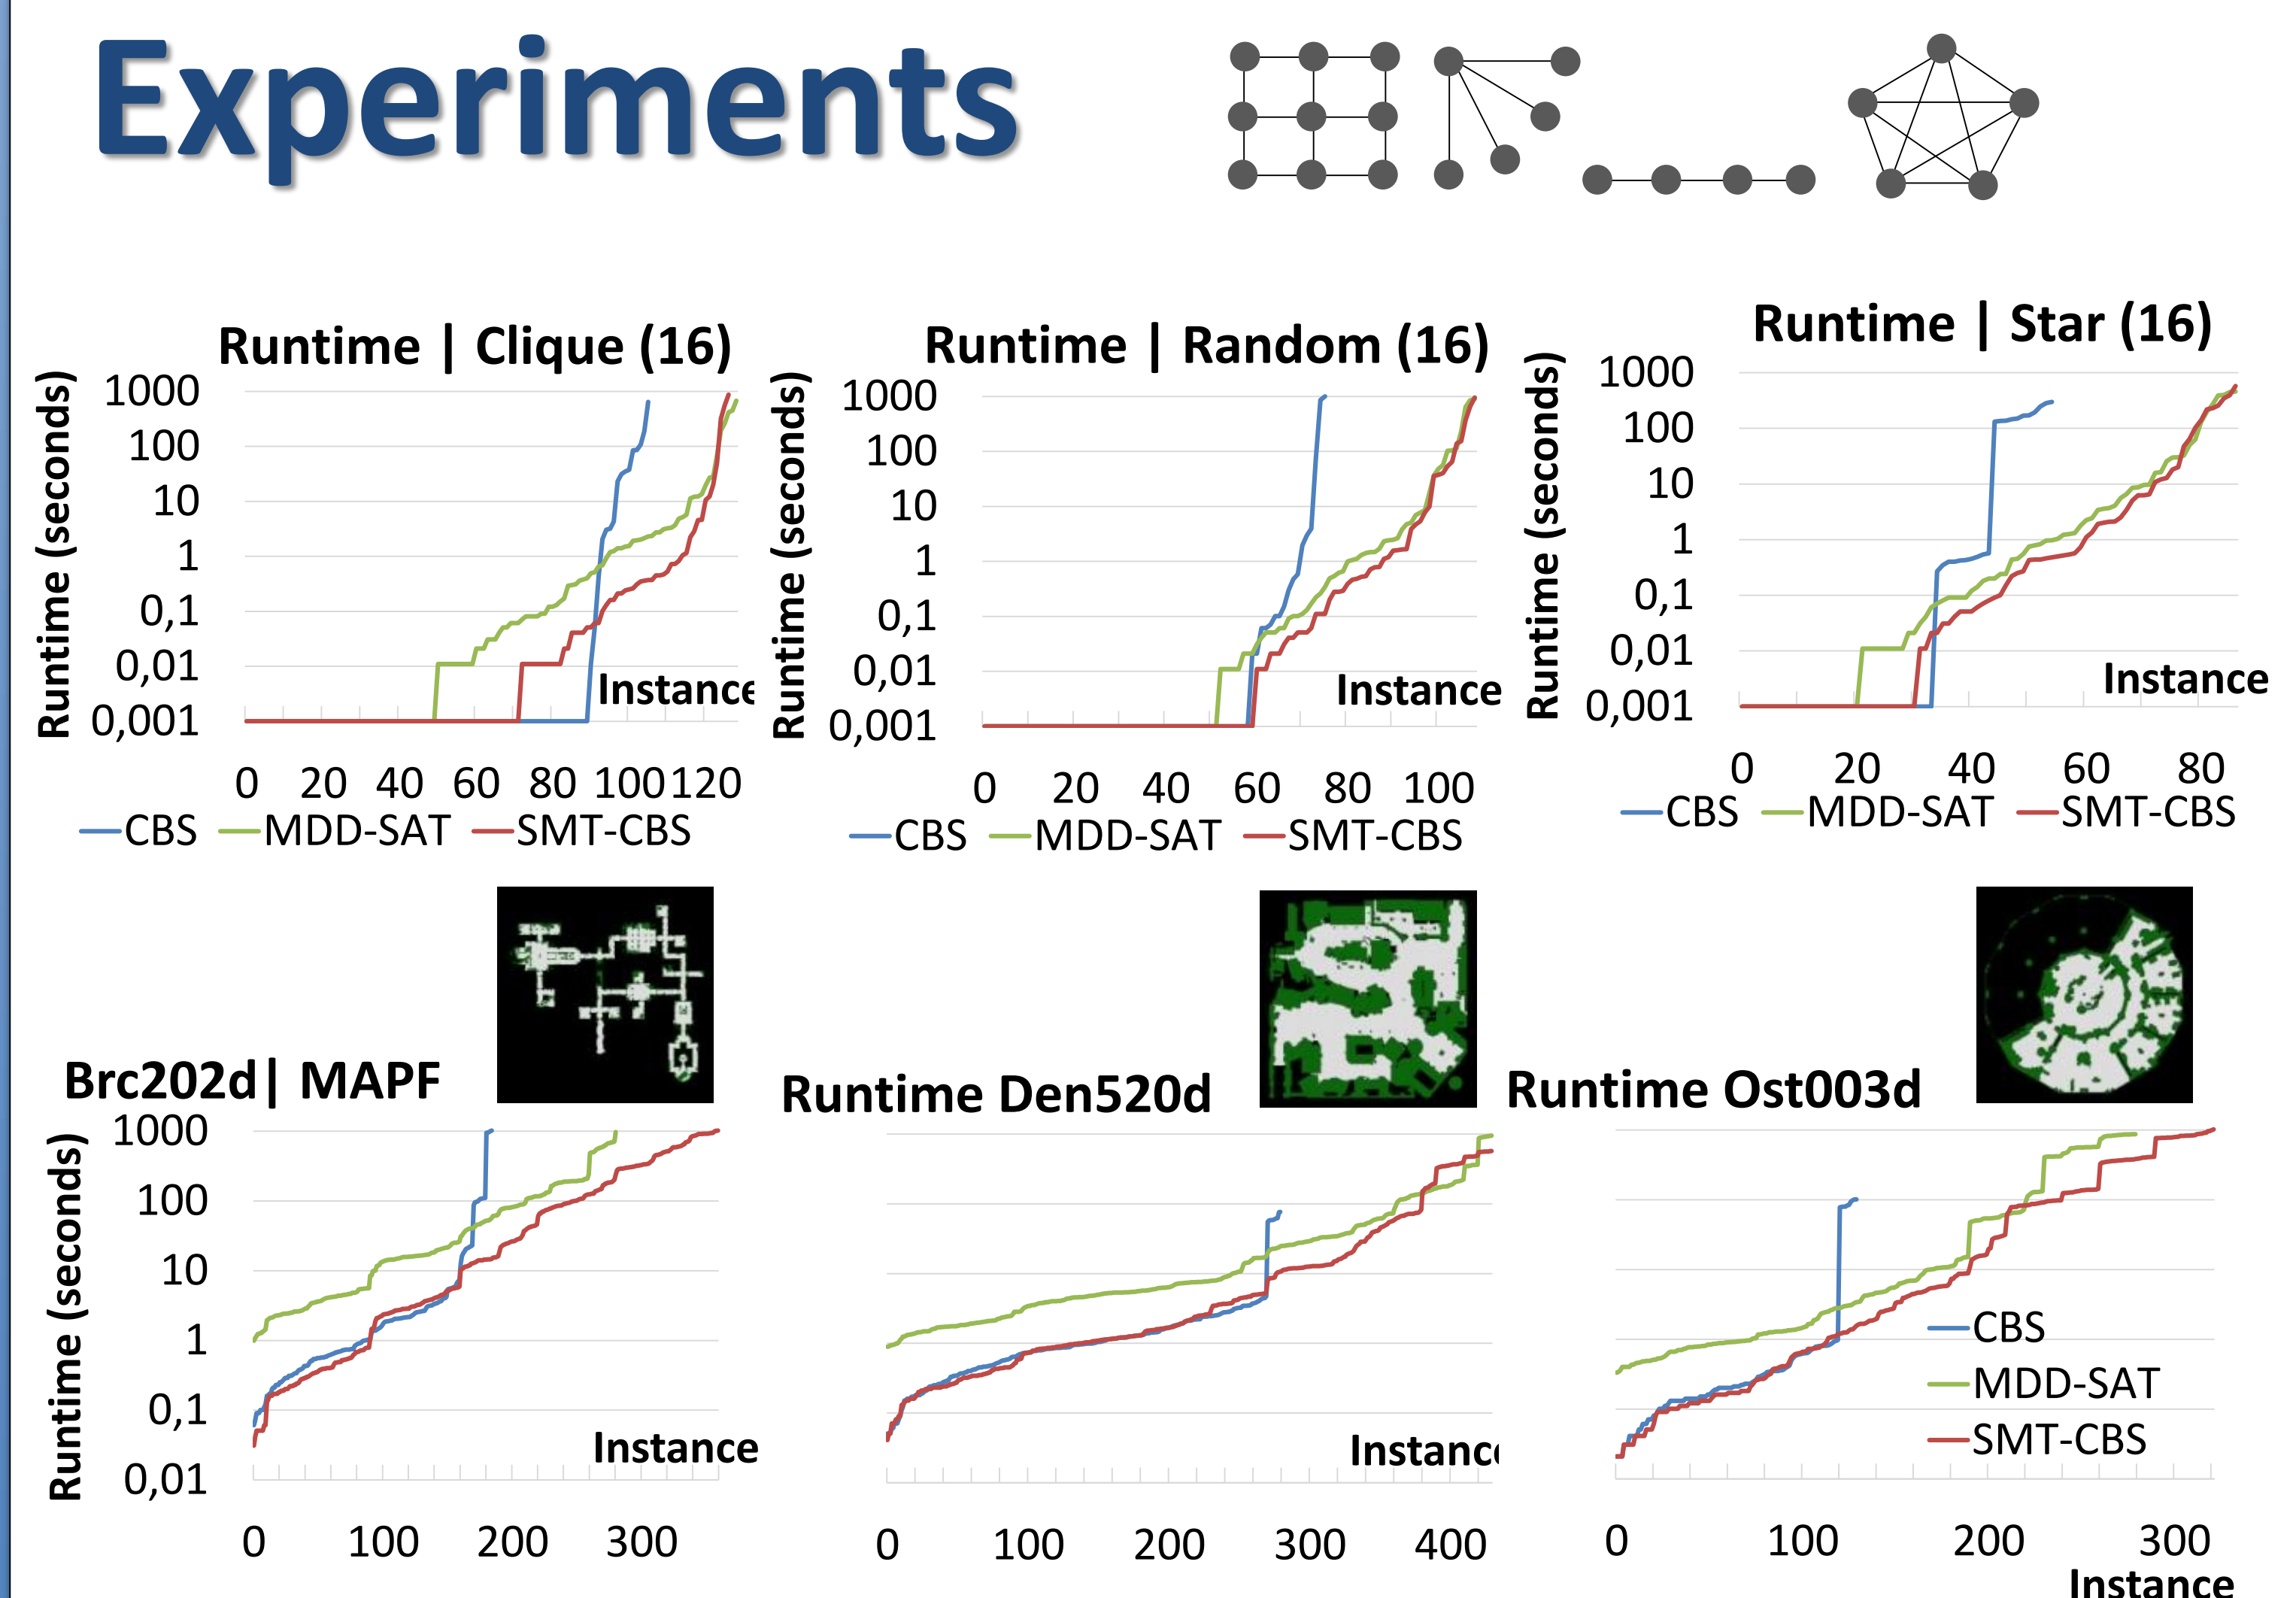 Experiments
Runtime | Clique (16)
Runtime (seconds)
1000
100
10
1
0,1
0,01
0,001
Instance
0 20 40 60 80 100 120
CBS MDD-SAT SMT-CBS
Runtime | Random (16)
Runtime (seconds)
1000
100
10
1
0,1
0,01
0,001
Instance
0 20 40 60 80 100
CBS MDD-SAT SMT-CBS
Runtime | Star (16)
Runtime (seconds)
1000
100
10
1
0,1
0,01
0,001
Instance
0 20 40 60 80
CBS MDD-SAT SMT-CBS
Brc202d| MAPF
Runtime (seconds)
1000
100
10
1
0,1
0,01
Instance
0 100 200 300
Runtime Den520d
Instance
0 100 200 300 400
Runtime Ost003d
CBS
MDD-SAT
SMT-CBS
0 100 200 300
Instance